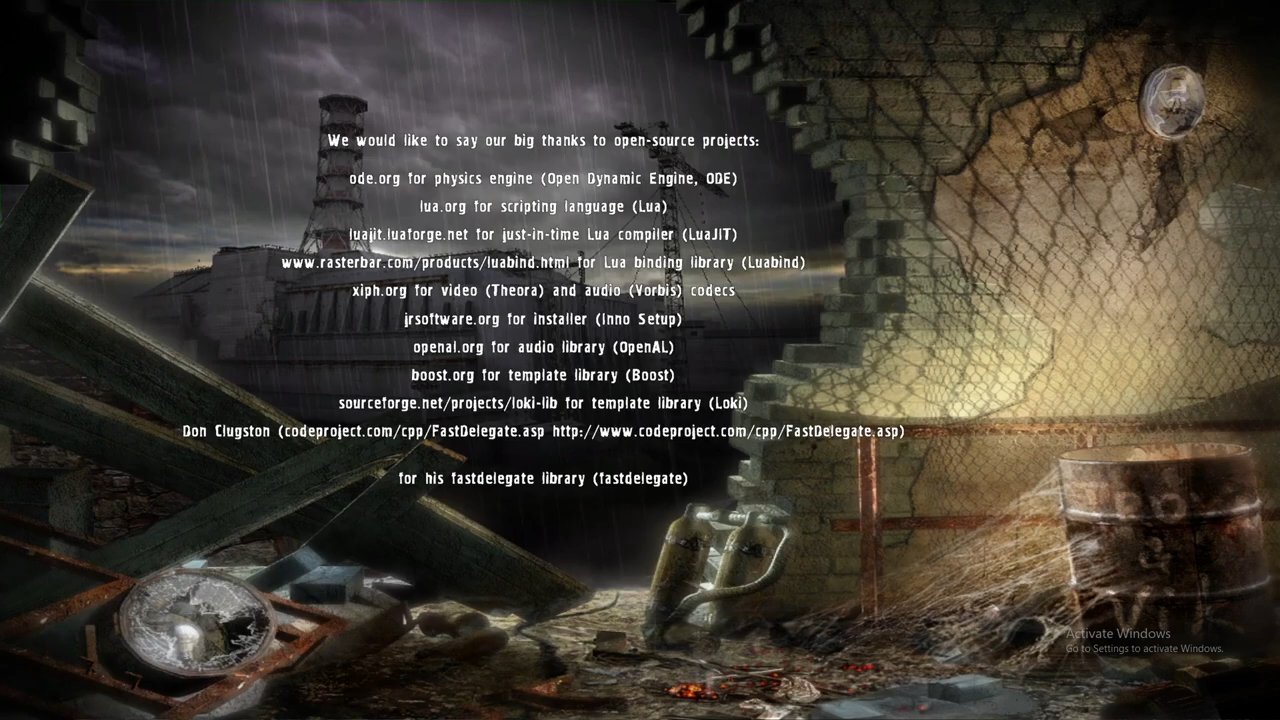 We would like to say our big thanks to open-source projects:
ode.org for physics engine (Open Dynamic Engine, ODE)
lua.org for scripting language (Lua)
luajit.luaforge.net for just-in-time Lua compiler (LuaJIT)
www.rasterbar.com/products/luabind.html for Lua binding library (Luabind)
xiph.org for video (Theora) and audio (Vorbis) codecs
jrsoftware.org for installer (Inno Setup)
openal.org for audio library (OpenAL)
boost.org for template library (Boost)
sourceforge.net/projects/loki-lib for template library (Loki)
Don Clugston (codeproject.com/cpp/FastDelegate.asp http://www.codeproject.com/cpp/FastDelegate.asp)
for his fastdelegate library (fastdelegate)
Activate Windows
Go to Settings to activate Windows.